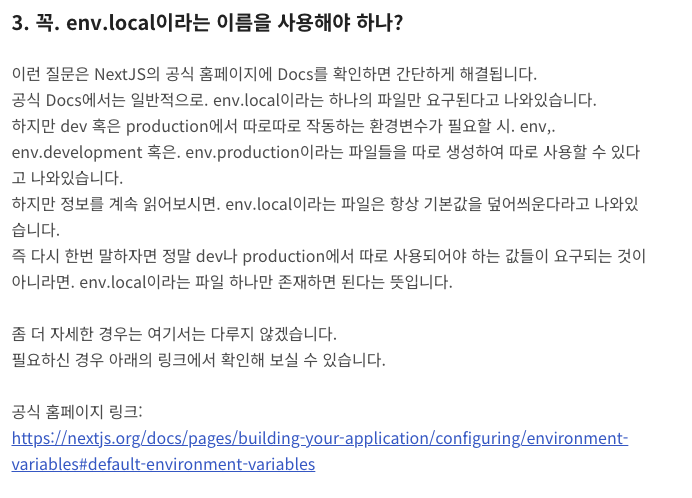 3. 꼭. env.local이라는 이름을 사용해야 하나?
이런 질문은 NextJS의 공식 홈페이지에 Docs를 확인하면 간단하게 해결됩니다.
공식 Docs에서는 일반적으로. env.local이라는 하나의 파일만 요구된다고 나와있습니다.
하지만 dev 혹은 production에서 따로따로 작동하는 환경변수가 필요할 시. env,.
env.development 혹은. env.production이라는 파일들을 따로 생성하여 따로 사용할 수 있다
고 나와있습니다.
하지만 정보를 계속 읽어보시면. env.local이라는 파일은 항상 기본값을 덮어씌운다라고 나와있
습니다.
즉 다시 한번 말하자면 정말 dev나 production에서 따로 사용되어야 하는 값들이 요구되는 것이
아니라면. env.local이라는 파일 하나만 존재하면 된다는 뜻입니다.
좀 더 자세한 경우는 여기서는 다루지 않겠습니다.
필요하신 경우 아래의 링크에서 확인해 보실 수 있습니다.
공식 홈페이지 링크:
https://nextjs.org/docs/pages/building-your-application/configuring/environment-
variables#default-environment-variables